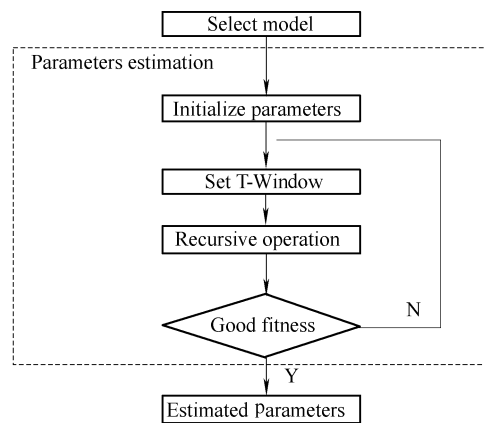 Select model
Parameters estimation
Initialize parameters
Set T-Window
Recursive operation
Good fitness
N
Y
Estimated parameters